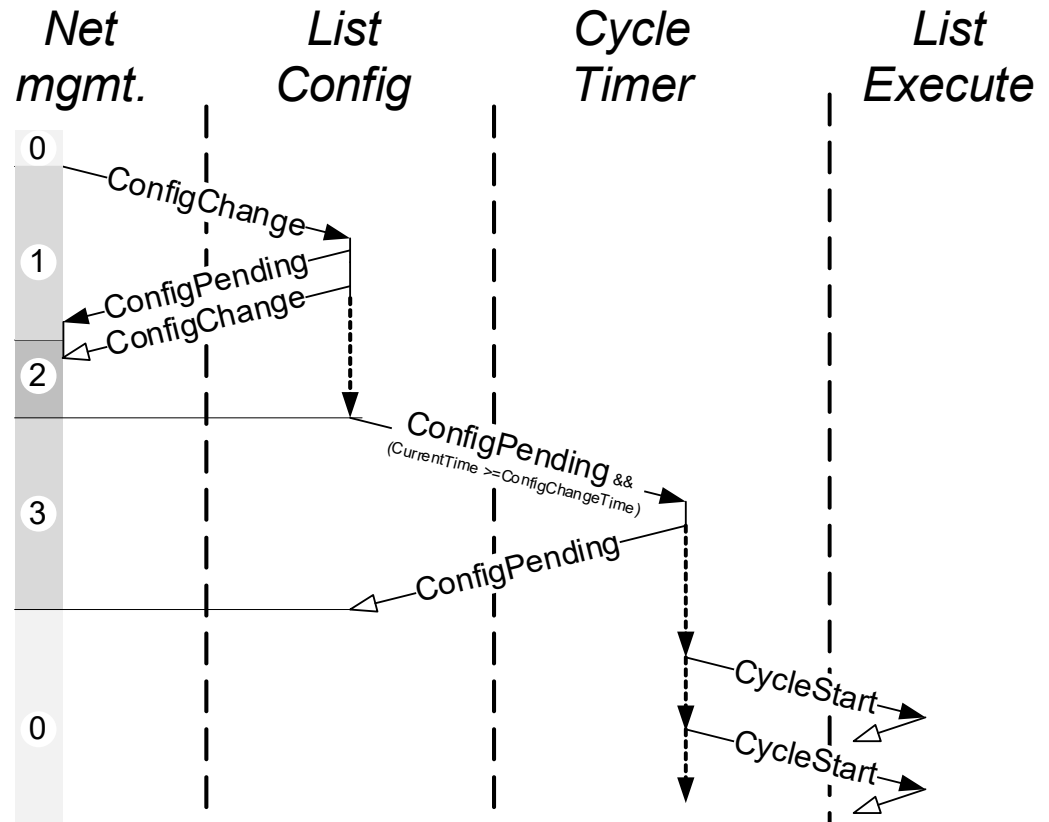 Net
mgmt.
List
Config
Cycle
Timer
List
Execute
0
ConfigChange
1
ConfigPending
ConfigChange
2
ConfigPending &&
(CurrentTime >=ConfigChangeTime)
3
ConfigPending
CycleStart
0
CycleStart